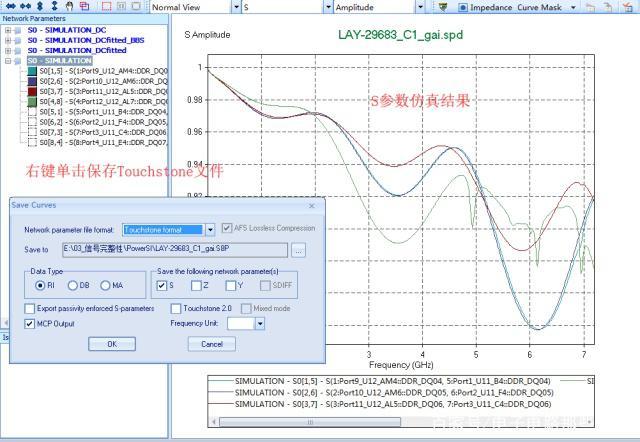 Normal View
S
Amplitude
Impedance Curve Mask
Network Parameters
S0 - SIMULATION_DC
S0 - SIMULATION_DCfitted_BBS
S0 - SIMULATION_DCfitted
S0 - SIMULATION
S0[1,5] - S(1:Port9_U12_AM4::DDR_DQ0
S0[2,6] - S(2:Port10_U12_AM6::DDR_D
S0[3,7] - S(3:Port11_U12_AL5::DDR_D
S0[4,8] - S(4:Port12_U12_AL7::DDR_D
S0[5,1] - S(5:Port1_U11_B4::DDR_DQ04,
S0[6,2] - S(6:Port2_U11_F4::DDR_DQ05,
S0[7,3] - S(7:Port3_U11_C4::DDR_DQ06
S0[8,4] - S(8:Port4_U11_E4::DDR_DQ07,
右键单击保存Touchstone文件
S Amplitude
LAY-29683_C1_gai.spd
S参数仿真结果
1
0.98
0.96
0.94
0.92
Save Curves
Network parameter file format:
Touchstone format
AFS Lossless Compression
Save to
E:\03_信号完整性\PowerSI\LAY-29683_C1_gai.S8P
...
Data Type
RI
DB
MA
Save the following network parameter(s)
S
Z
Y
SDIFF
Export passivity enforced S-parameters
Touchstone 2.0
Mixed mode
MCP Output
Frequency Unit:
OK
Cancel
3
4
5
6
7
Frequency (GHz)
SIMULATION - S0[1,5] - S(1:Port9_U12_AM4::DDR_DQ04, 5:Port1_U11_B4::DDR_DQ04)
SIMULATION - S0[2,6] - S(2:Port10_U12_AM6::DDR_DQ05, 6:Port2_U11_F4::DDR_DQ05)
SIMULATION - S0[3,7] - S(3:Port11_U12_AL5::DDR_DQ06, 7:Port3_U11_C4::DDR_DQ06)
SI